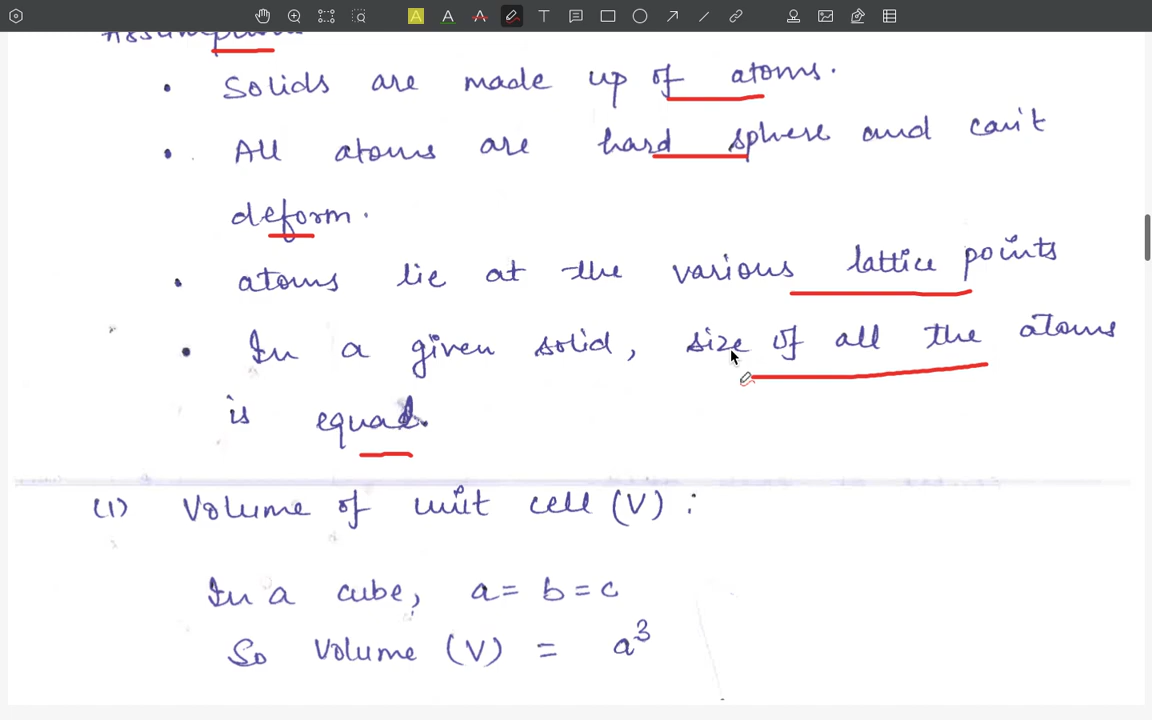 Assumptions
• Solids are made up of atoms.
• All atoms are hard sphere and can't
deform.
• atoms lie at the various lattice points
• In a given solid, size of all the atoms
is equal.
(1) Volume of unit cell (V) :
In a cube, a = b = c
So Volume (V) = a³